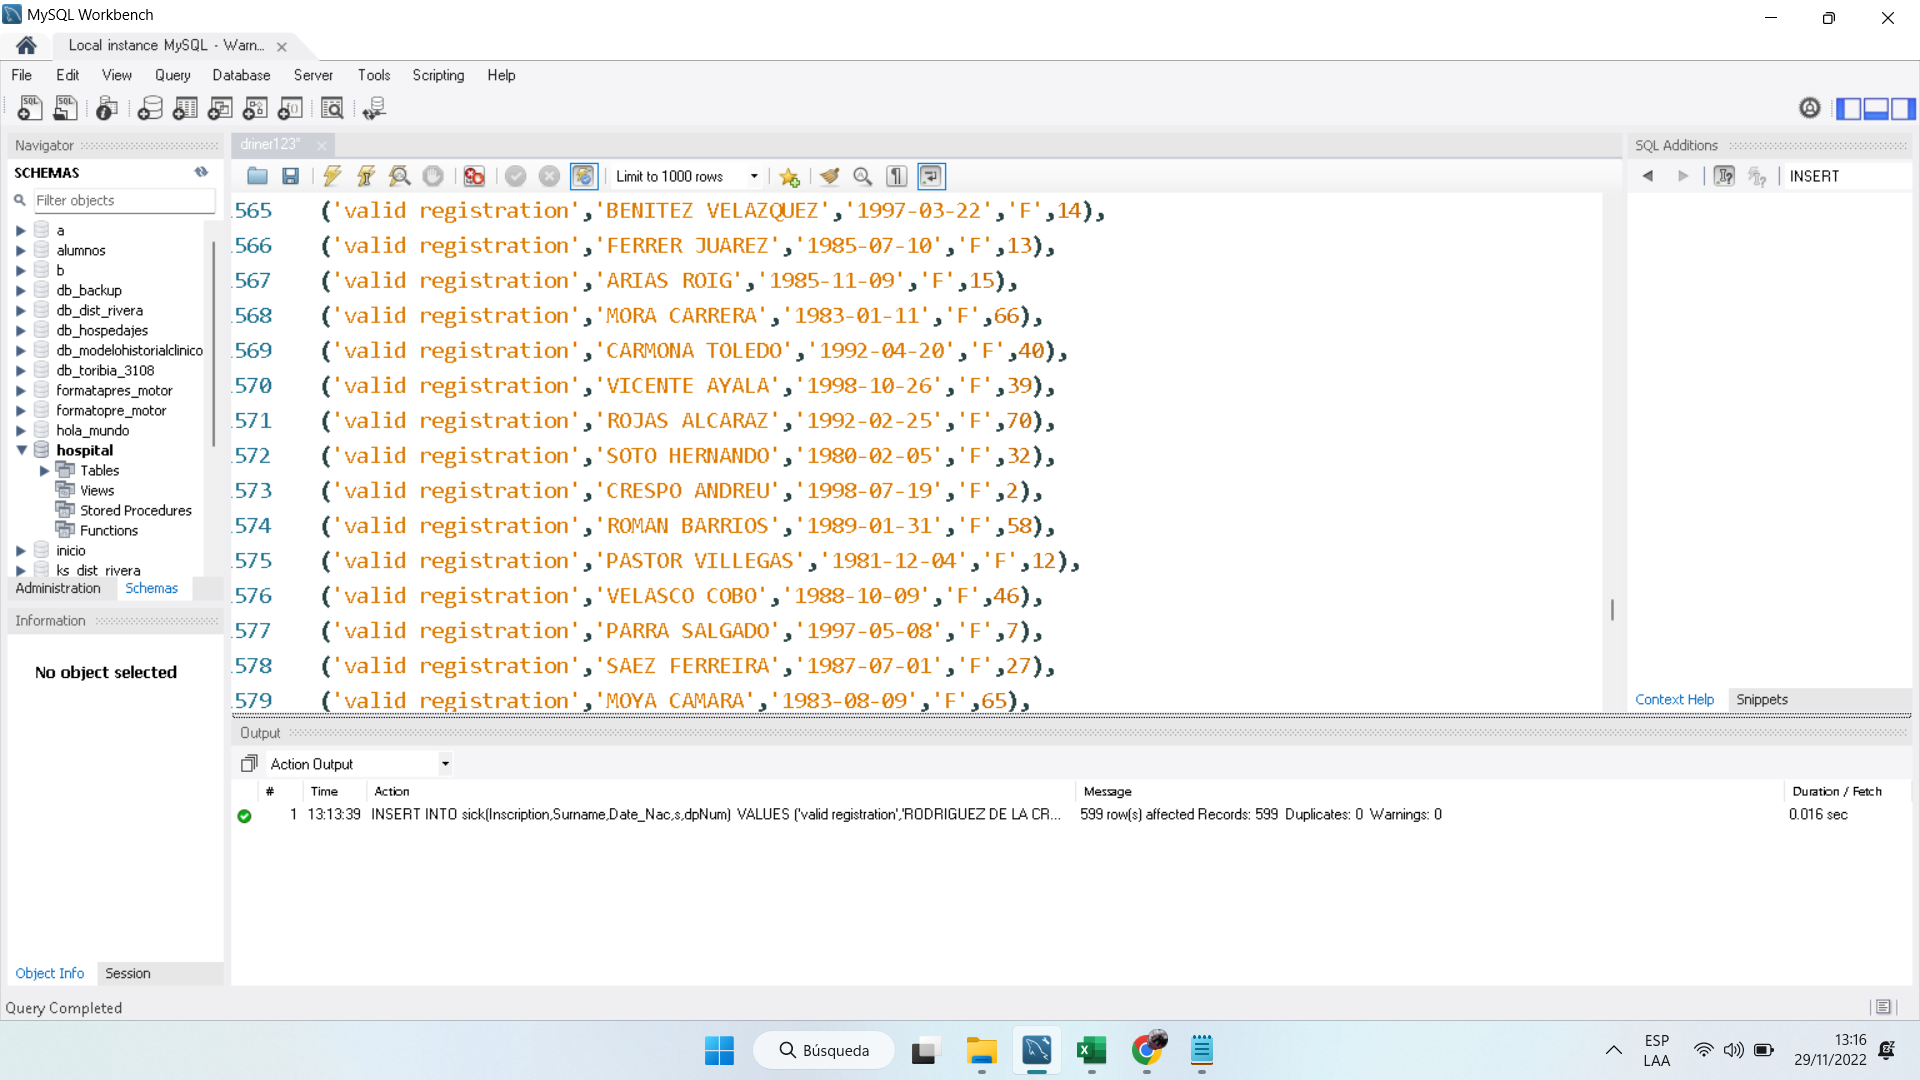 MySQL Workbench
Local instance MySQL - Warn...
File Edit View Query Database Server Tools Scripting Help
Navigator
SCHEMAS
Filter objects
a
alumnos
b
db_backup
db_dist_rivera
db_hospedajes
db_modelohistorialclinico
db_toribia_3108
formatapres_motor
formatopre_motor
hola_mundo
hospital
Tables
Views
Stored Procedures
Functions
inicio
ks_dist_rivera
Administration Schemas
Information
No object selected
Object Info Session
driner123*
Limit to 1000 rows
565 ('valid registration','BENITEZ VELAZQUEZ','1997-03-22','F',14),
566 ('valid registration','FERRER JUAREZ','1985-07-10','F',13),
567 ('valid registration','ARIAS ROIG','1985-11-09','F',15),
568 ('valid registration','MORA CARRERA','1983-01-11','F',66),
569 ('valid registration','CARMONA TOLEDO','1992-04-20','F',40),
570 ('valid registration','VICENTE AYALA','1998-10-26','F',39),
571 ('valid registration','ROJAS ALCARAZ','1992-02-25','F',70),
572 ('valid registration','SOTO HERNANDO','1980-02-05','F',32),
573 ('valid registration','CRESPO ANDREU','1998-07-19','F',2),
574 ('valid registration','ROMAN BARRIOS','1989-01-31','F',58),
575 ('valid registration','PASTOR VILLEGAS','1981-12-04','F',12),
576 ('valid registration','VELASCO COBO','1988-10-09','F',46),
577 ('valid registration','PARRA SALGADO','1997-05-08','F',7),
578 ('valid registration','SAEZ FERREIRA','1987-07-01','F',27),
579 ('valid registration','MOYA CAMARA','1983-08-09','F',65),
SQL Additions
INSERT
Context Help Snippets
Output
Action Output
# Time Action Message Duration / Fetch
1 13:13:39 INSERT INTO sick(Inscription,Surname,Date_Nac,s,dpNum) VALUES ('valid registration','RODRIGUEZ DE LA CR... 599 row(s) affected Records: 599 Duplicates: 0 Warnings: 0 0.016 sec
Query Completed
Búsqueda
ESP
LAA
13:16
29/11/2022